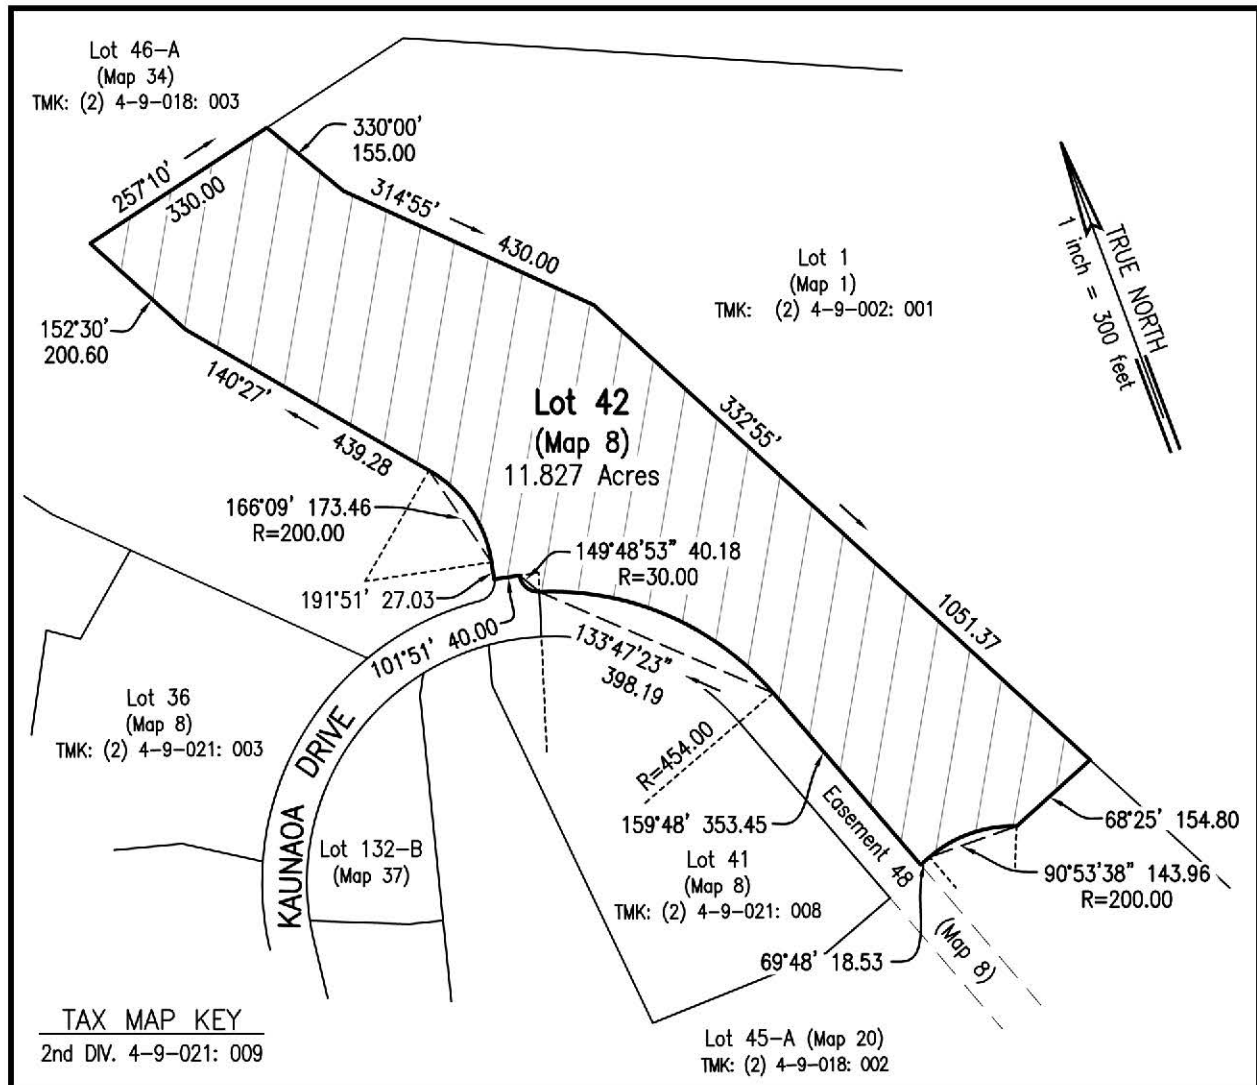 Lot 46-A
(Map 34)
TMK: (2) 4-9-018: 003
330°00'
155.00
257°10'
330.00
314°55'
430.00
TRUE NORTH
1 inch = 300 feet
Lot 1
(Map 1)
TMK: (2) 4-9-002: 001
152°30'
200.60
140°27'
439.28
Lot 42
(Map 8)
11.827 Acres
332°55'
1051.37
166°09' 173.46
R=200.00
149°48'53" 40.18
R=30.00
191°51' 27.03
101°51' 40.00
133°47'23"
398.19
Lot 36
(Map 8)
TMK: (2) 4-9-021: 003
KAUNAOA DRIVE
R=454.00
159°48' 353.45
Easement 48
(Map 8)
68°25' 154.80
90°53'38" 143.96
R=200.00
Lot 132-B
(Map 37)
Lot 41
(Map 8)
TMK: (2) 4-9-021: 008
69°48' 18.53
TAX MAP KEY
2nd DIV. 4-9-021: 009
Lot 45-A (Map 20)
TMK: (2) 4-9-018: 002